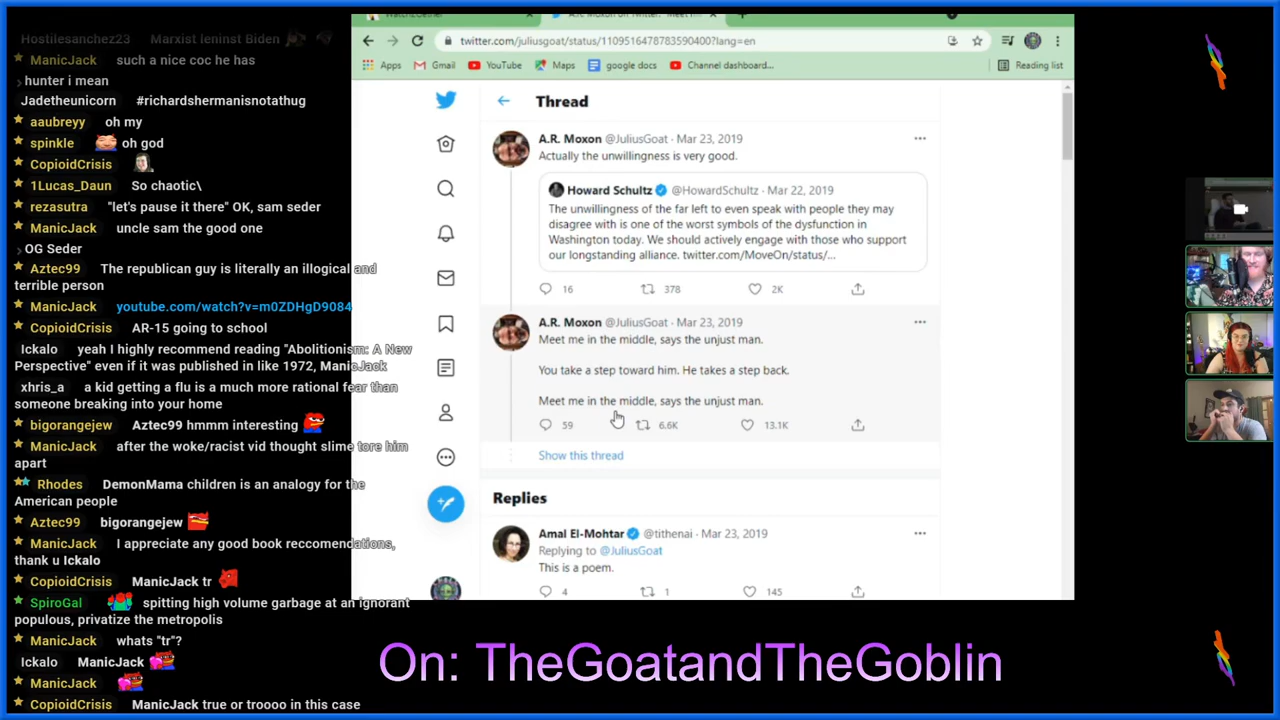 Hostilesanchez23 Marxist leninst Biden
ManicJack such a nice coc he has
hunter i mean
Jadetheunicorn #richardshermanisnotathug
aaubreyy oh my
spinkle oh god
CopioidCrisis
1Lucas_Daun So chaotic\
rezasutra "let's pause it there" OK, sam seder
ManicJack uncle sam the good one
OG Seder
Aztec99 The republican guy is literally an illogical and
terrible person
ManicJack youtube.com/watch?v=m0ZDHgD9084
CopioidCrisis AR-15 going to school
Ickalo yeah I highly recommend reading "Abolitionism: A New
Perspective" even if it was published in like 1972, ManicJack
xhris_a a kid getting a flu is a much more rational fear than
someone breaking into your home
bigorangejew Aztec99 hmmm interesting
ManicJack after the woke/racist vid thought slime tore him
apart
Rhodes DemonMama children is an analogy for the
American people
Aztec99 bigorangejew
ManicJack I appreciate any good book reccomendations,
thank u Ickalo
CopioidCrisis ManicJack tr
SpiroGal spitting high volume garbage at an ignorant
populous, privatize the metropolis
ManicJack whats "tr"?
Ickalo ManicJack
ManicJack
CopioidCrisis ManicJack true or troooo in this case
twitter.com/juliusgoat/status/1109516478783590400?lang=en
Apps Gmail YouTube Maps google docs Channel dashboard... Reading list
Thread
A.R. Moxon @JuliusGoat · Mar 23, 2019
Actually the unwillingness is very good.
Howard Schultz @HowardSchultz · Mar 22, 2019
The unwillingness of the far left to even speak with people they may
disagree with is one of the worst symbols of the dysfunction in
Washington today. We should actively engage with those who support
our longstanding alliance. twitter.com/MoveOn/status/...
16 378 2K
A.R. Moxon @JuliusGoat · Mar 23, 2019
Meet me in the middle, says the unjust man.
You take a step toward him. He takes a step back.
Meet me in the middle, says the unjust man.
59 6.6K 13.1K
Show this thread
Replies
Amal El-Mohtar @tithenai · Mar 23, 2019
Replying to @JuliusGoat
This is a poem.
4 1 145
On: TheGoatandTheGoblin